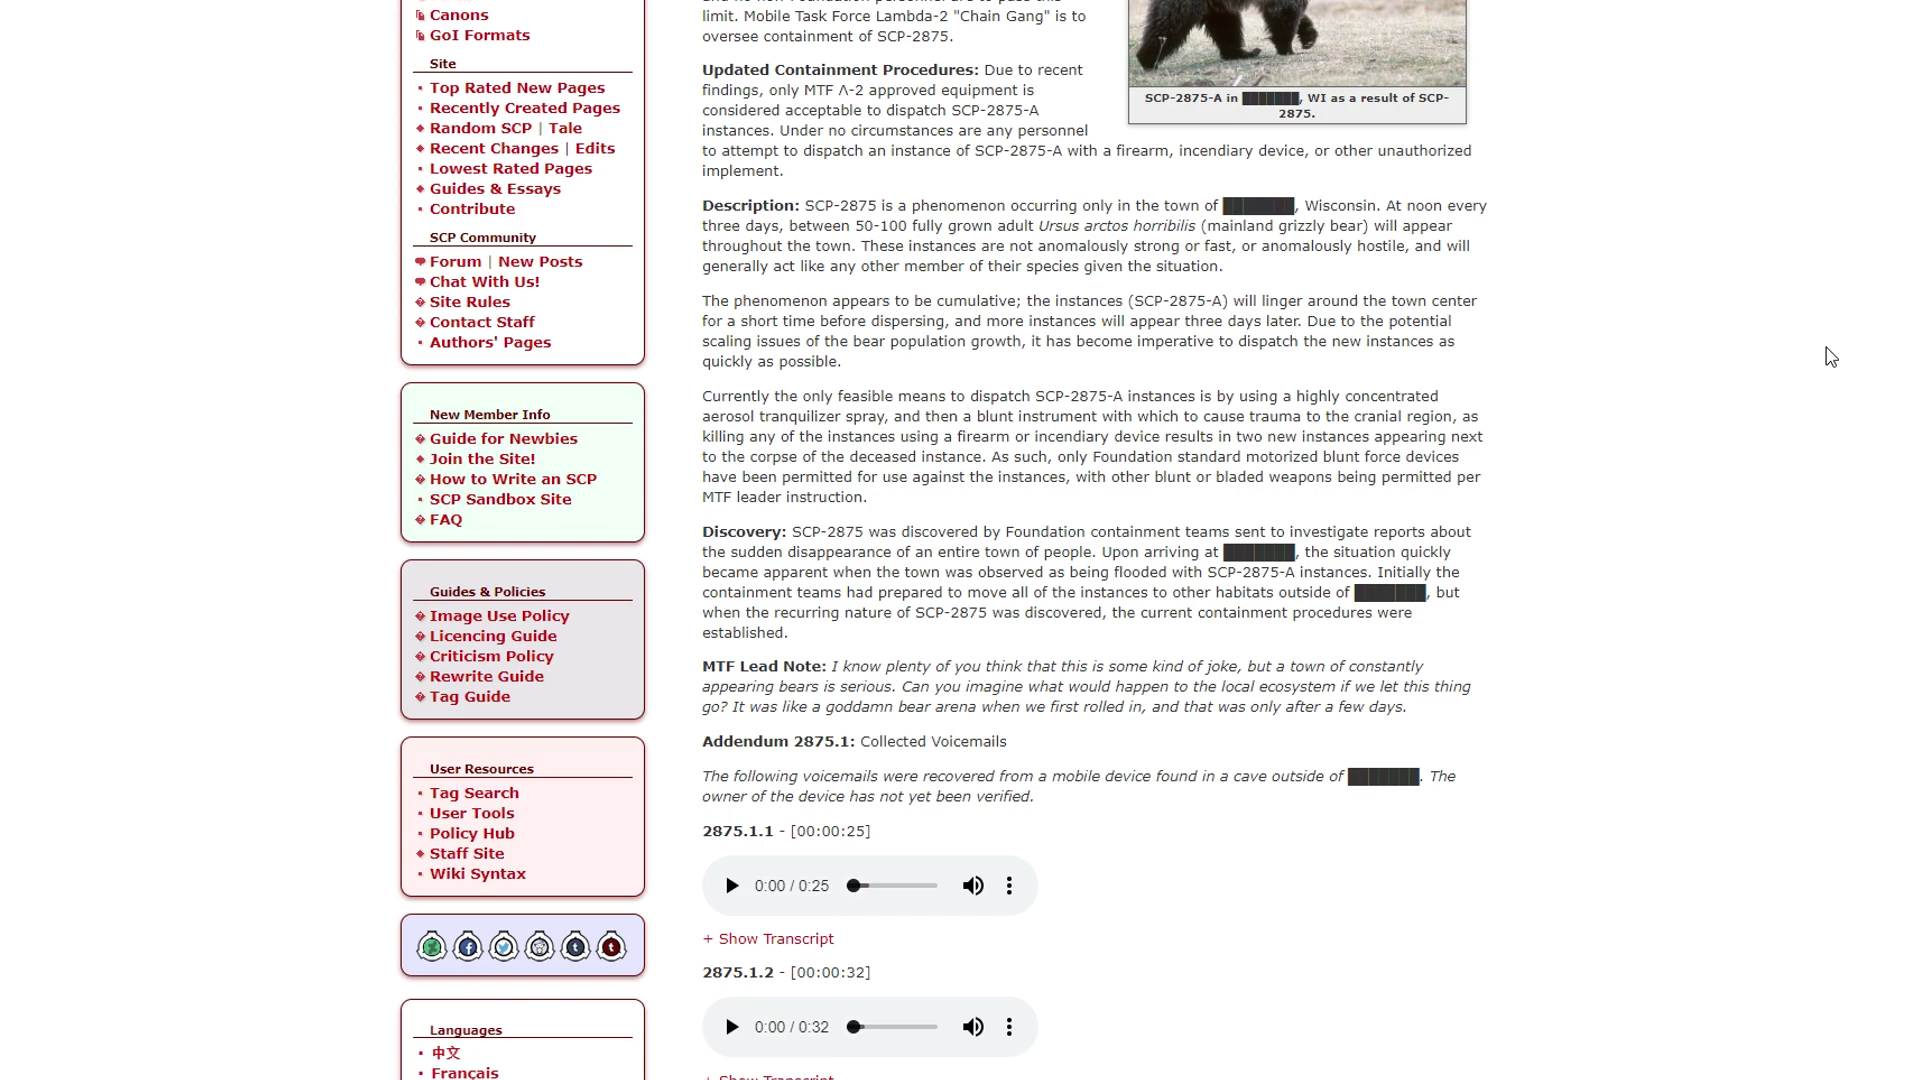 Canons
GoI Formats
Site
Top Rated New Pages
Recently Created Pages
Random SCP | Tale
Recent Changes | Edits
Lowest Rated Pages
Guides & Essays
Contribute
SCP Community
Forum | New Posts
Chat With Us!
Site Rules
Contact Staff
Authors' Pages
New Member Info
Guide for Newbies
Join the Site!
How to Write an SCP
SCP Sandbox Site
FAQ
Guides & Policies
Image Use Policy
Licencing Guide
Criticism Policy
Rewrite Guide
Tag Guide
User Resources
Tag Search
User Tools
Policy Hub
Staff Site
Wiki Syntax
Languages
中文
Français
limit. Mobile Task Force Lambda-2 "Chain Gang" is to
oversee containment of SCP-2875.
SCP-2875-A in ███████, WI as a result of SCP-
2875.
Updated Containment Procedures: Due to recent
findings, only MTF Λ-2 approved equipment is
considered acceptable to dispatch SCP-2875-A
instances. Under no circumstances are any personnel
to attempt to dispatch an instance of SCP-2875-A with a firearm, incendiary device, or other unauthorized
implement.
Description: SCP-2875 is a phenomenon occurring only in the town of ███████, Wisconsin. At noon every
three days, between 50-100 fully grown adult Ursus arctos horribilis (mainland grizzly bear) will appear
throughout the town. These instances are not anomalously strong or fast, or anomalously hostile, and will
generally act like any other member of their species given the situation.
The phenomenon appears to be cumulative; the instances (SCP-2875-A) will linger around the town center
for a short time before dispersing, and more instances will appear three days later. Due to the potential
scaling issues of the bear population growth, it has become imperative to dispatch the new instances as
quickly as possible.
Currently the only feasible means to dispatch SCP-2875-A instances is by using a highly concentrated
aerosol tranquilizer spray, and then a blunt instrument with which to cause trauma to the cranial region, as
killing any of the instances using a firearm or incendiary device results in two new instances appearing next
to the corpse of the deceased instance. As such, only Foundation standard motorized blunt force devices
have been permitted for use against the instances, with other blunt or bladed weapons being permitted per
MTF leader instruction.
Discovery: SCP-2875 was discovered by Foundation containment teams sent to investigate reports about
the sudden disappearance of an entire town of people. Upon arriving at ███████, the situation quickly
became apparent when the town was observed as being flooded with SCP-2875-A instances. Initially the
containment teams had prepared to move all of the instances to other habitats outside of ███████, but
when the recurring nature of SCP-2875 was discovered, the current containment procedures were
established.
MTF Lead Note: I know plenty of you think that this is some kind of joke, but a town of constantly
appearing bears is serious. Can you imagine what would happen to the local ecosystem if we let this thing
go? It was like a goddamn bear arena when we first rolled in, and that was only after a few days.
Addendum 2875.1: Collected Voicemails
The following voicemails were recovered from a mobile device found in a cave outside of ███████. The
owner of the device has not yet been verified.
2875.1.1 - [00:00:25]
0:00 / 0:25
+ Show Transcript
2875.1.2 - [00:00:32]
0:00 / 0:32